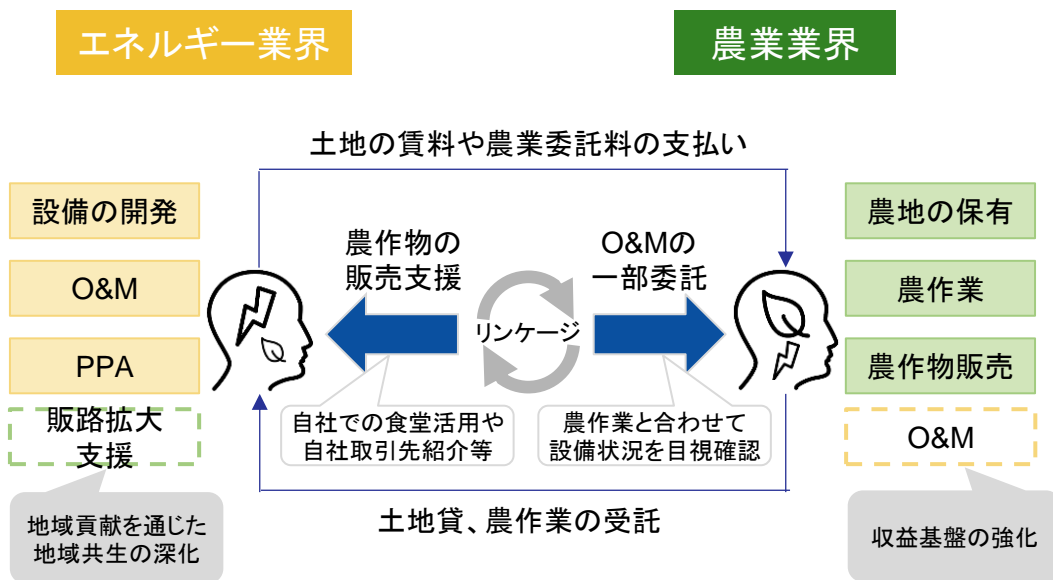 エネルギー業界
農業業界
土地の賃料や農業委託料の支払い
設備の開発
O&M
PPA
販路拡大
支援
地域貢献を通じた
地域共生の深化
農作物の
販売支援
リンケージ
O&Mの
一部委託
自社での食堂活用や
自社取引先紹介等
農作業と合わせて
設備状況を目視確認
土地貸、農作業の受託
農地の保有
農作業
農作物販売
O&M
収益基盤の強化